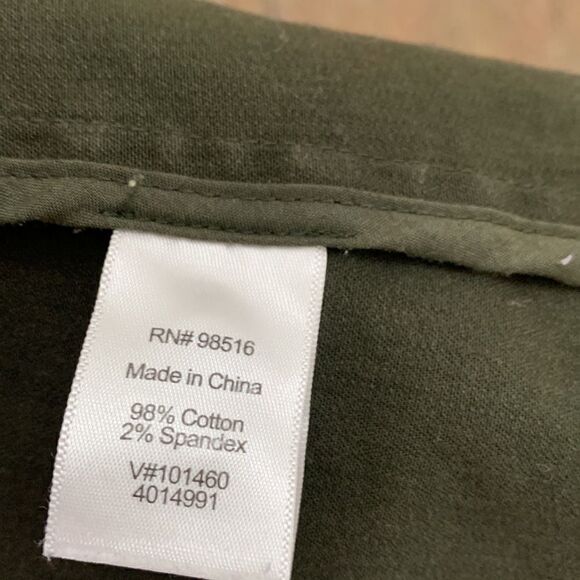 RN# 98516
Made in China
98% Cotton
2% Spandex
V#101460
4014991